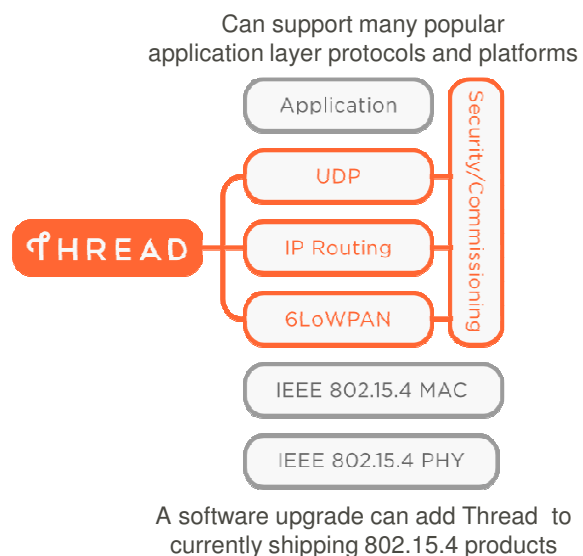 Can support many popular
application layer protocols and platforms
Application
Security/Commissioning
UDP
THREAD
IP Routing
6LoWPAN
IEEE 802.15.4 MAC
IEEE 802.15.4 PHY
A software upgrade can add Thread to
currently shipping 802.15.4 products